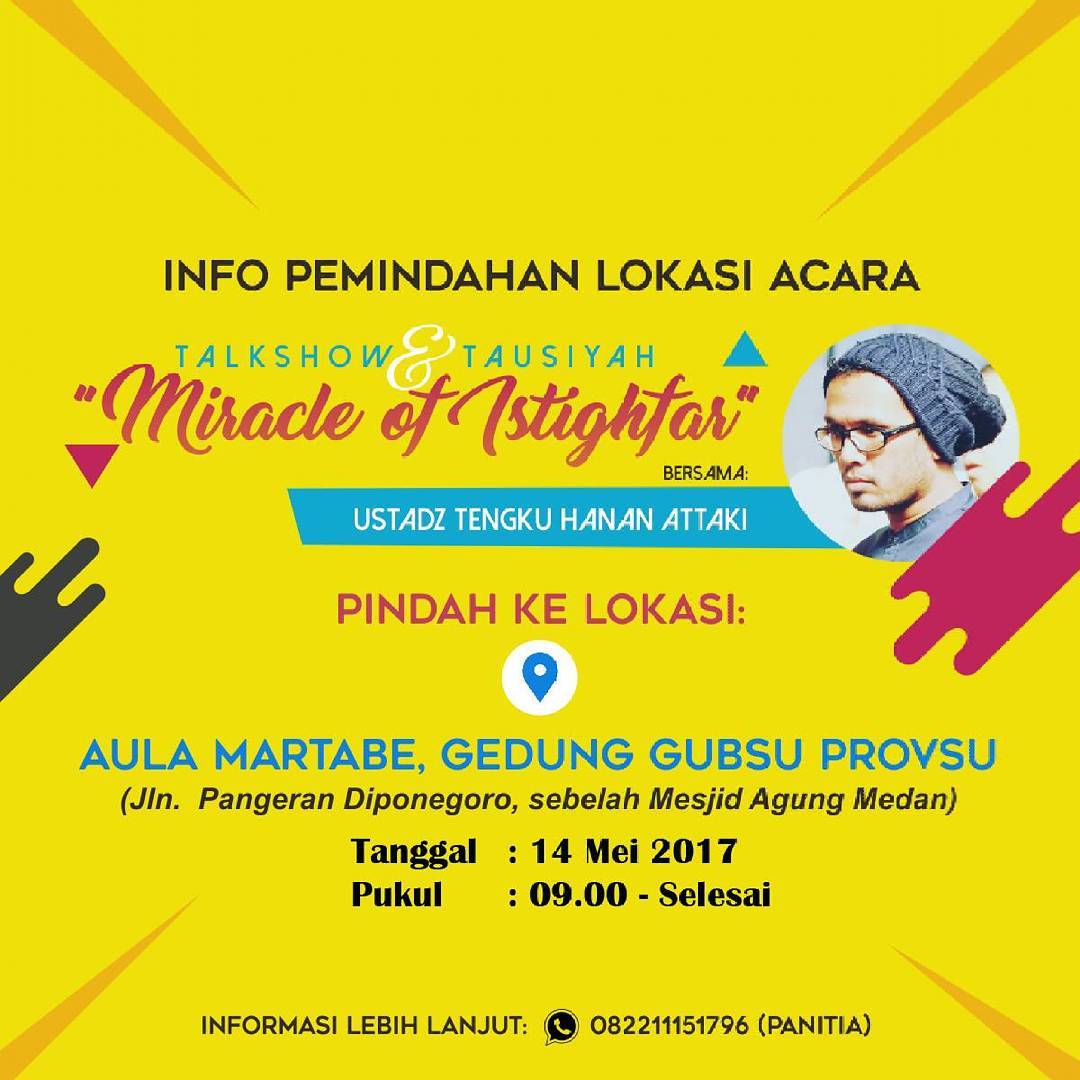 INFO PEMINDAHAN LOKASI ACARA
TALKSHOW & TAUSIYAH
"Miracle of Istighfar"
BERSAMA:
USTADZ TENGKU HANAN ATTAKI
PINDAH KE LOKASI:
AULA MARTABE, GEDUNG GUBSU PROVSU
(Jln. Pangeran Diponegoro, sebelah Mesjid Agung Medan)
Tanggal : 14 Mei 2017
Pukul : 09.00 - Selesai
INFORMASI LEBIH LANJUT: 082211151796 (PANITIA)